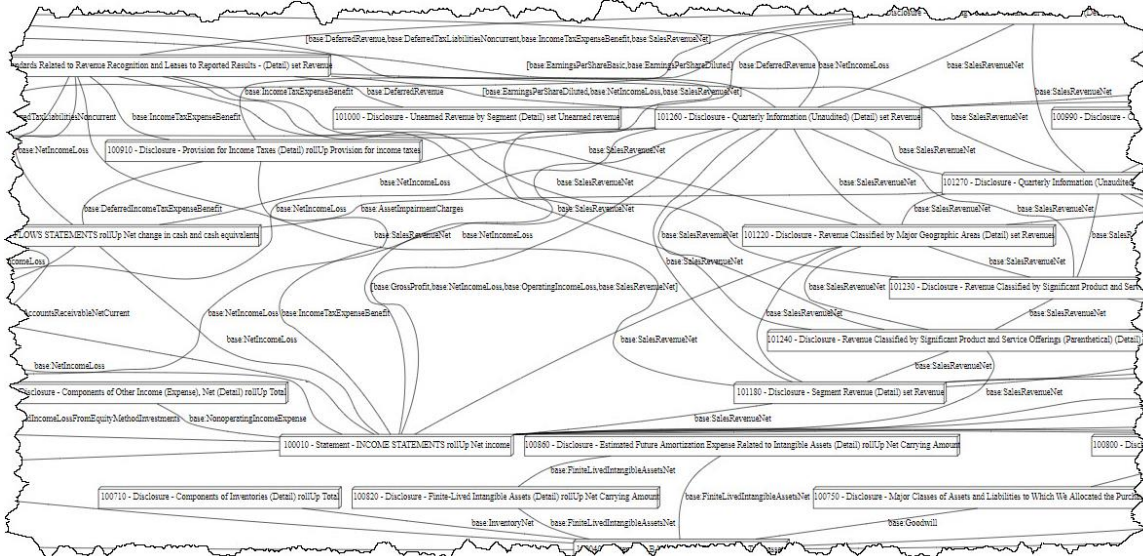 Disclosure -
[base:DeferredRevenue,base:DeferredTaxLiabilitiesNoncurrent,base:IncomeTaxExpenseBenefit,base:SalesRevenueNet]
ndards Related to Revenue Recognition and Leases to Reported Results - (Detail) set Revenue
[base:EarningsPerShareBasic,base:EarningsPerShareDiluted]
base:DeferredRevenue
base:NetIncomeLoss
base:SalesRevenueNet
base:IncomeTaxExpenseBenefit
base:DeferredRevenue
[base:EarningsPerShareDiluted,base:NetIncomeLoss,base:SalesRevenueNet]
base:SalesRevenueNet
edTaxLiabilitiesNoncurrent
base:IncomeTaxExpenseBenefit
101000 - Disclosure - Unearned Revenue by Segment (Detail) set Unearned revenue
101260 - Disclosure - Quarterly Information (Unaudited) (Detail) set Revenue
base:SalesRevenueNet
100990 - Disclosure - C
base:NetIncomeLoss
100910 - Disclosure - Provision for Income Taxes (Detail) rollUp Provision for income taxes
base:SalesRevenueNet
base:SalesRevenueNet
base:NetIncomeLoss
base:SalesRevenueNet
base:SalesRevenueNet
101270 - Disclosure - Quarterly Information (Unaudited
base:DeferredIncomeTaxExpenseBenefit
base:NetIncomeLoss
base:AssetImpairmentCharges
base:SalesRevenueNet
base:SalesRevenueNet
base:SalesRevenueNet
FLOWS STATEMENTS rollUp Net change in cash and cash equivalents
base:SalesRevenueNet
base:NetIncomeLoss
base:SalesRevenueNet
101220 - Disclosure - Revenue Classified by Major Geographic Areas (Detail) set Revenues
base:SalesR
ncomeLoss
base:SalesRevenueNet
base:SalesRevenueNet
[base:GrossProfit,base:NetIncomeLoss,base:OperatingIncomeLoss,base:SalesRevenueNet]
base:SalesRevenueNet
101230 - Disclosure - Revenue Classified by Significant Product and Serv
AccountsReceivableNetCurrent
base:NetIncomeLoss
base:IncomeTaxExpenseBenefit
base:SalesRevenueNet
base:SalesRevenueNet
base:NetIncomeLoss
base:SalesRevenueNet
101240 - Disclosure - Revenue Classified by Significant Product and Service Offerings (Parenthetical) (Detail)
base:NetIncomeLoss
base:SalesRevenueNet
Disclosure - Components of Other Income (Expense), Net (Detail) rollUp Total
101180 - Disclosure - Segment Revenue (Detail) set Revenue
base:SalesRevenueNet
dIncomeLossFromEquityMethodInvestments
base:NonoperatingIncomeExpense
base:SalesRevenueNet
100010 - Statement - INCOME STATEMENTS rollUp Net income
100860 - Disclosure - Estimated Future Amortization Expense Related to Intangible Assets (Detail) rollUp Net Carrying Amount
100800 - Disc
base:FiniteLivedIntangibleAssetsNet
100710 - Disclosure - Components of Inventories (Detail) rollUp Total
100820 - Disclosure - Finite-Lived Intangible Assets (Detail) rollUp Net Carrying Amount
base:FiniteLivedIntangibleAssetsNet
100750 - Disclosure - Major Classes of Assets and Liabilities to Which We Allocated the Purch
base:InventoryNet
base:FiniteLivedIntangibleAssetsNet
base:Goodwill